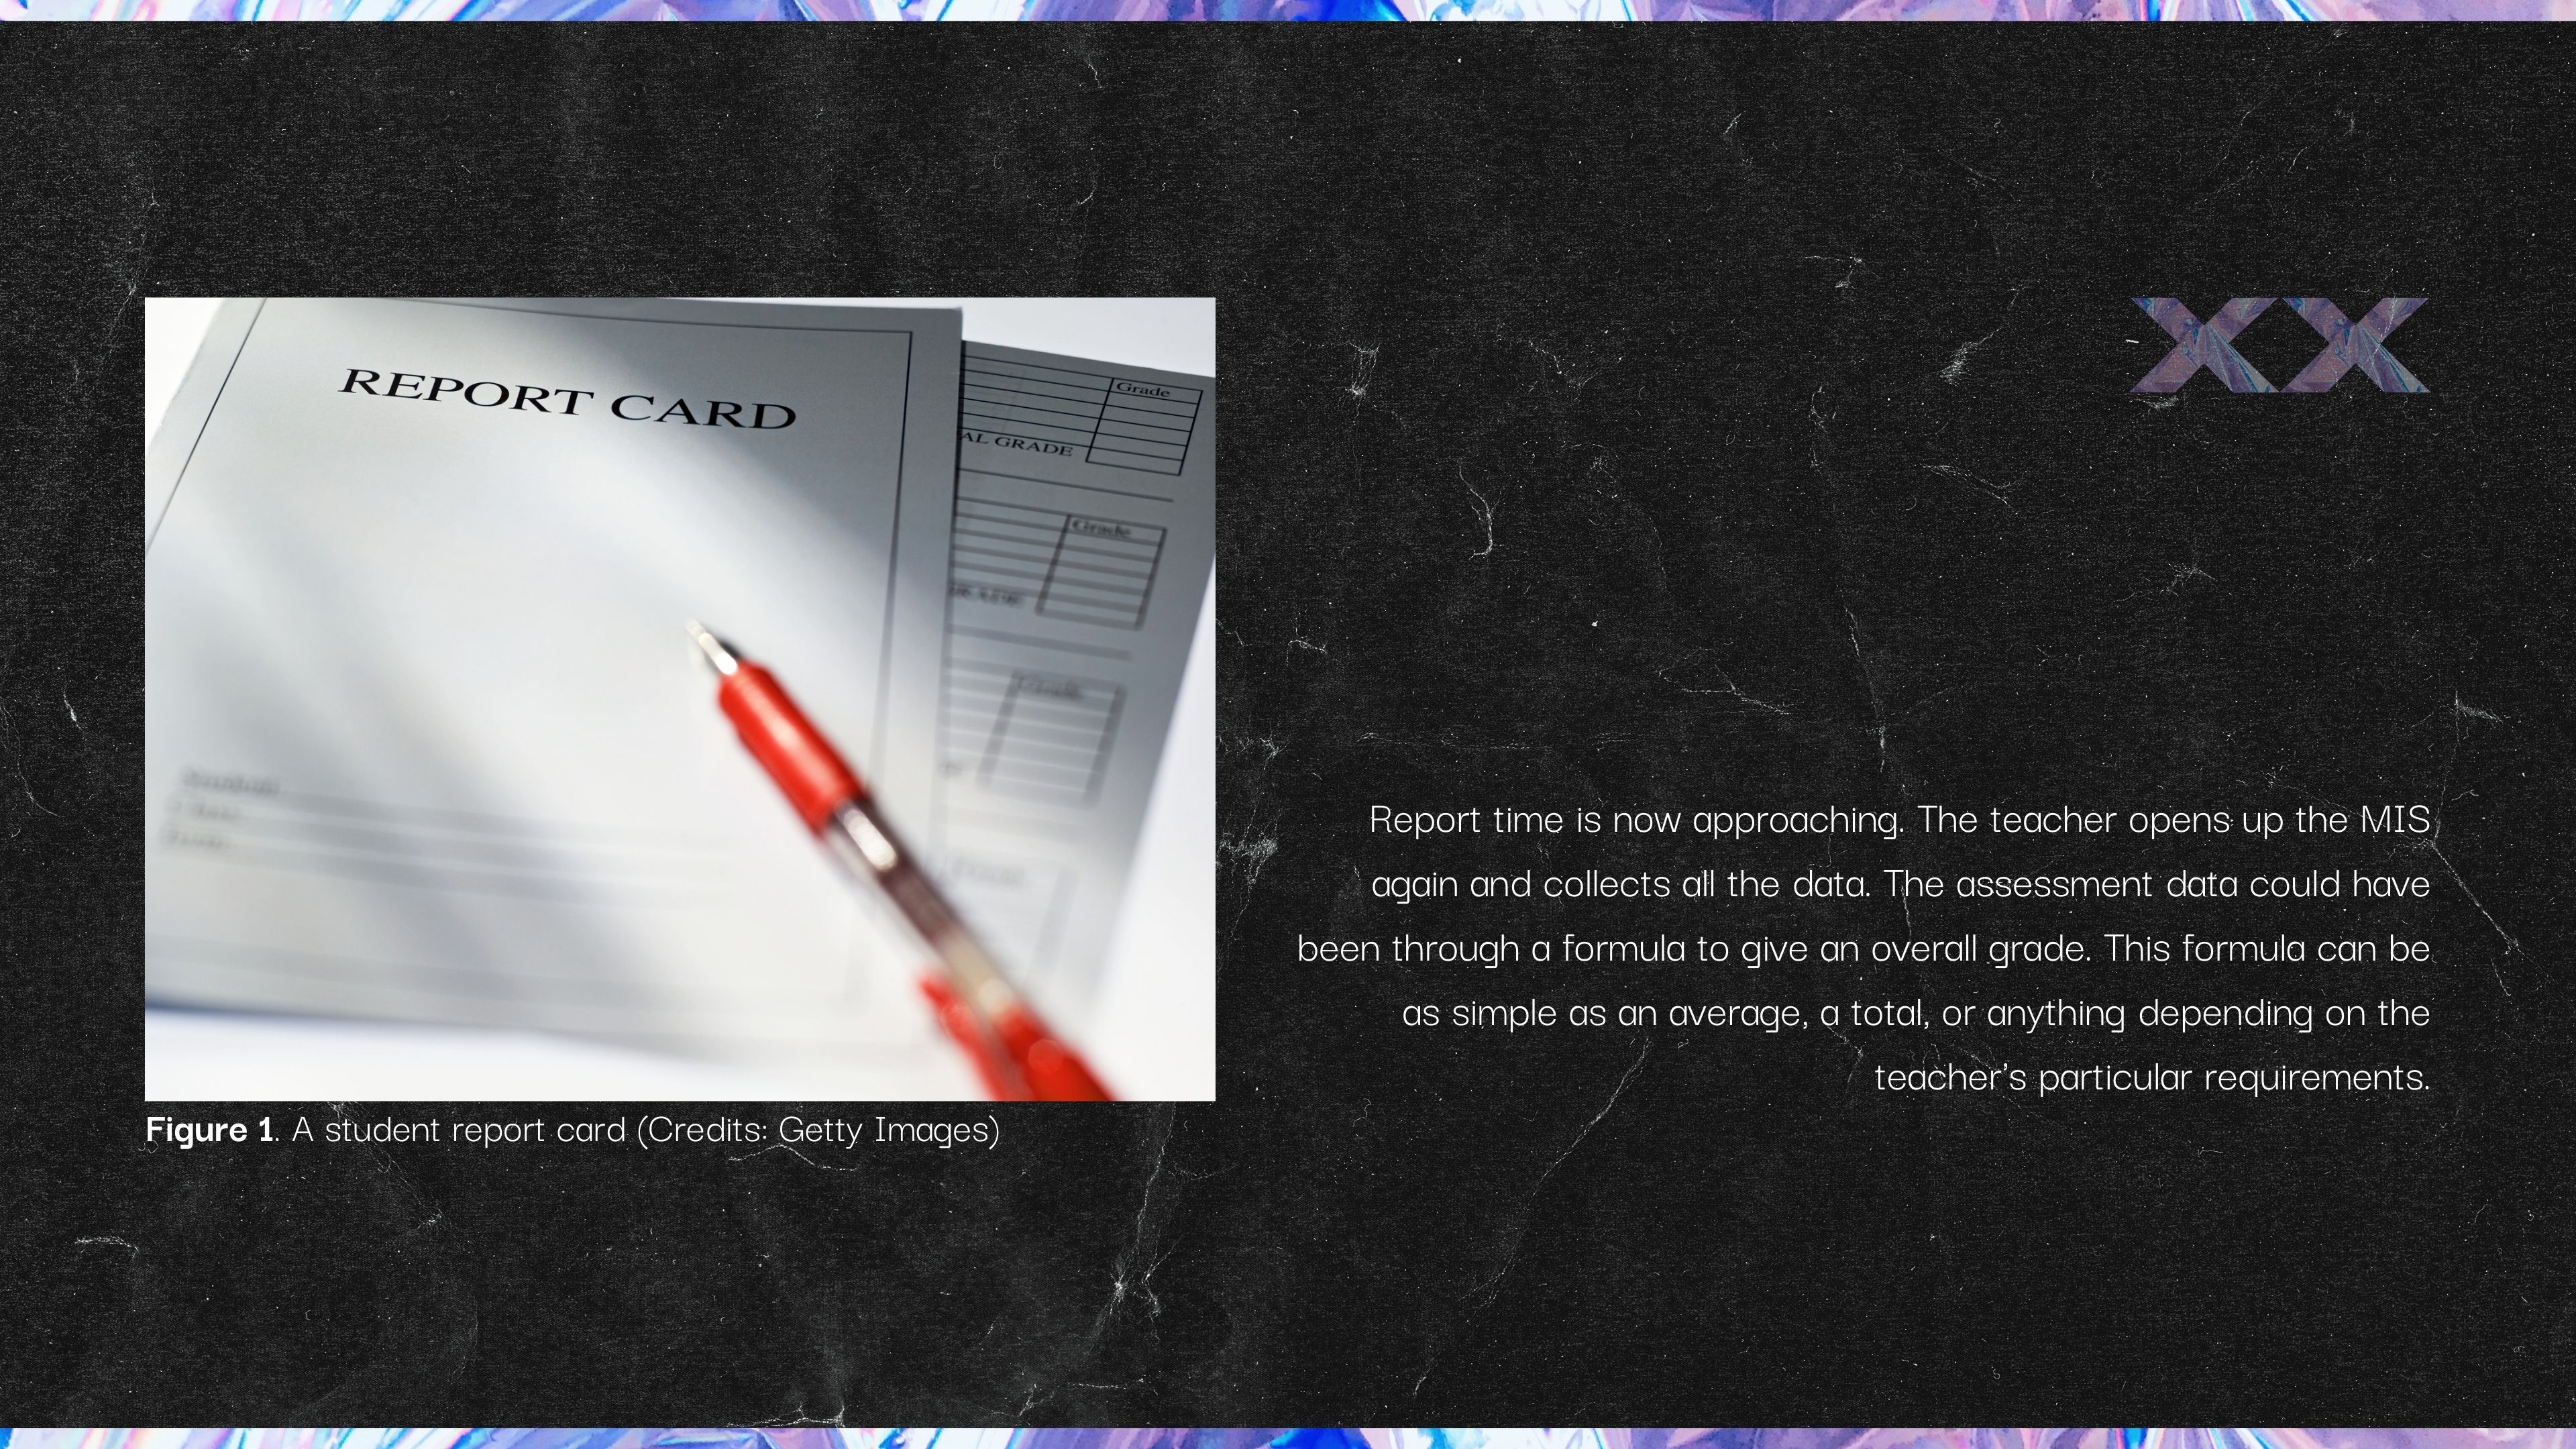 REPORT CARD
Grade
AL GRADE
Grade
Figure 1. A student report card (Credits: Getty Images)
XX
Report time is now approaching. The teacher opens up the MIS
again and collects all the data. The assessment data could have
been through a formula to give an overall grade. This formula can be
as simple as an average, a total, or anything depending on the
teacher's particular requirements.